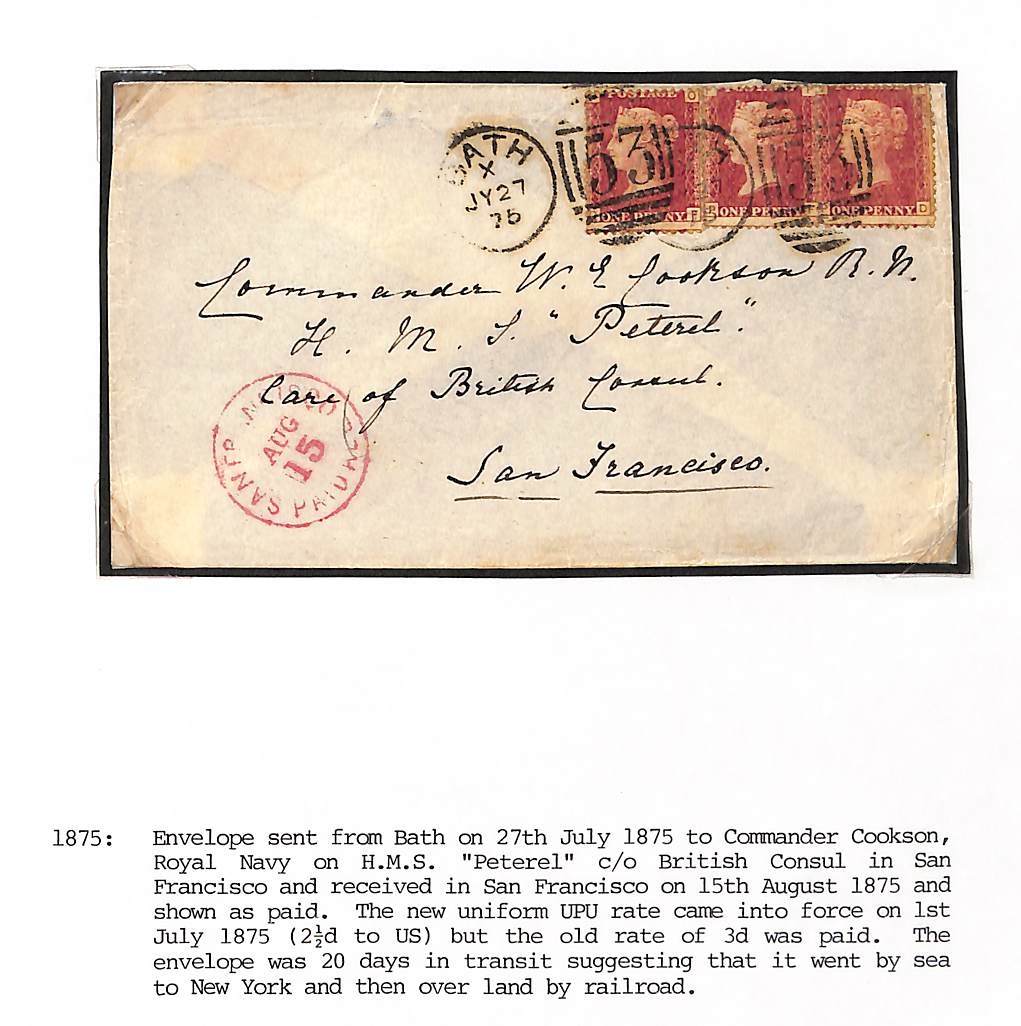 POSTAGE
BATH
X
JY 27
75
53
53
ONE PENNY
ONE PENNY
ONE PENNY
Commander W. E Cookson R.N.
H. M. S. "Peterel".
Care of British Consul.
San Francisco.
AUG
15
PAID
1875: Envelope sent from Bath on 27th July 1875 to Commander Cookson,
Royal Navy on H.M.S. "Peterel" c/o British Consul in San
Francisco and received in San Francisco on 15th August 1875 and
shown as paid. The new uniform UPU rate came into force on 1st
July 1875 (2½d to US) but the old rate of 3d was paid. The
envelope was 20 days in transit suggesting that it went by sea
to New York and then over land by railroad.